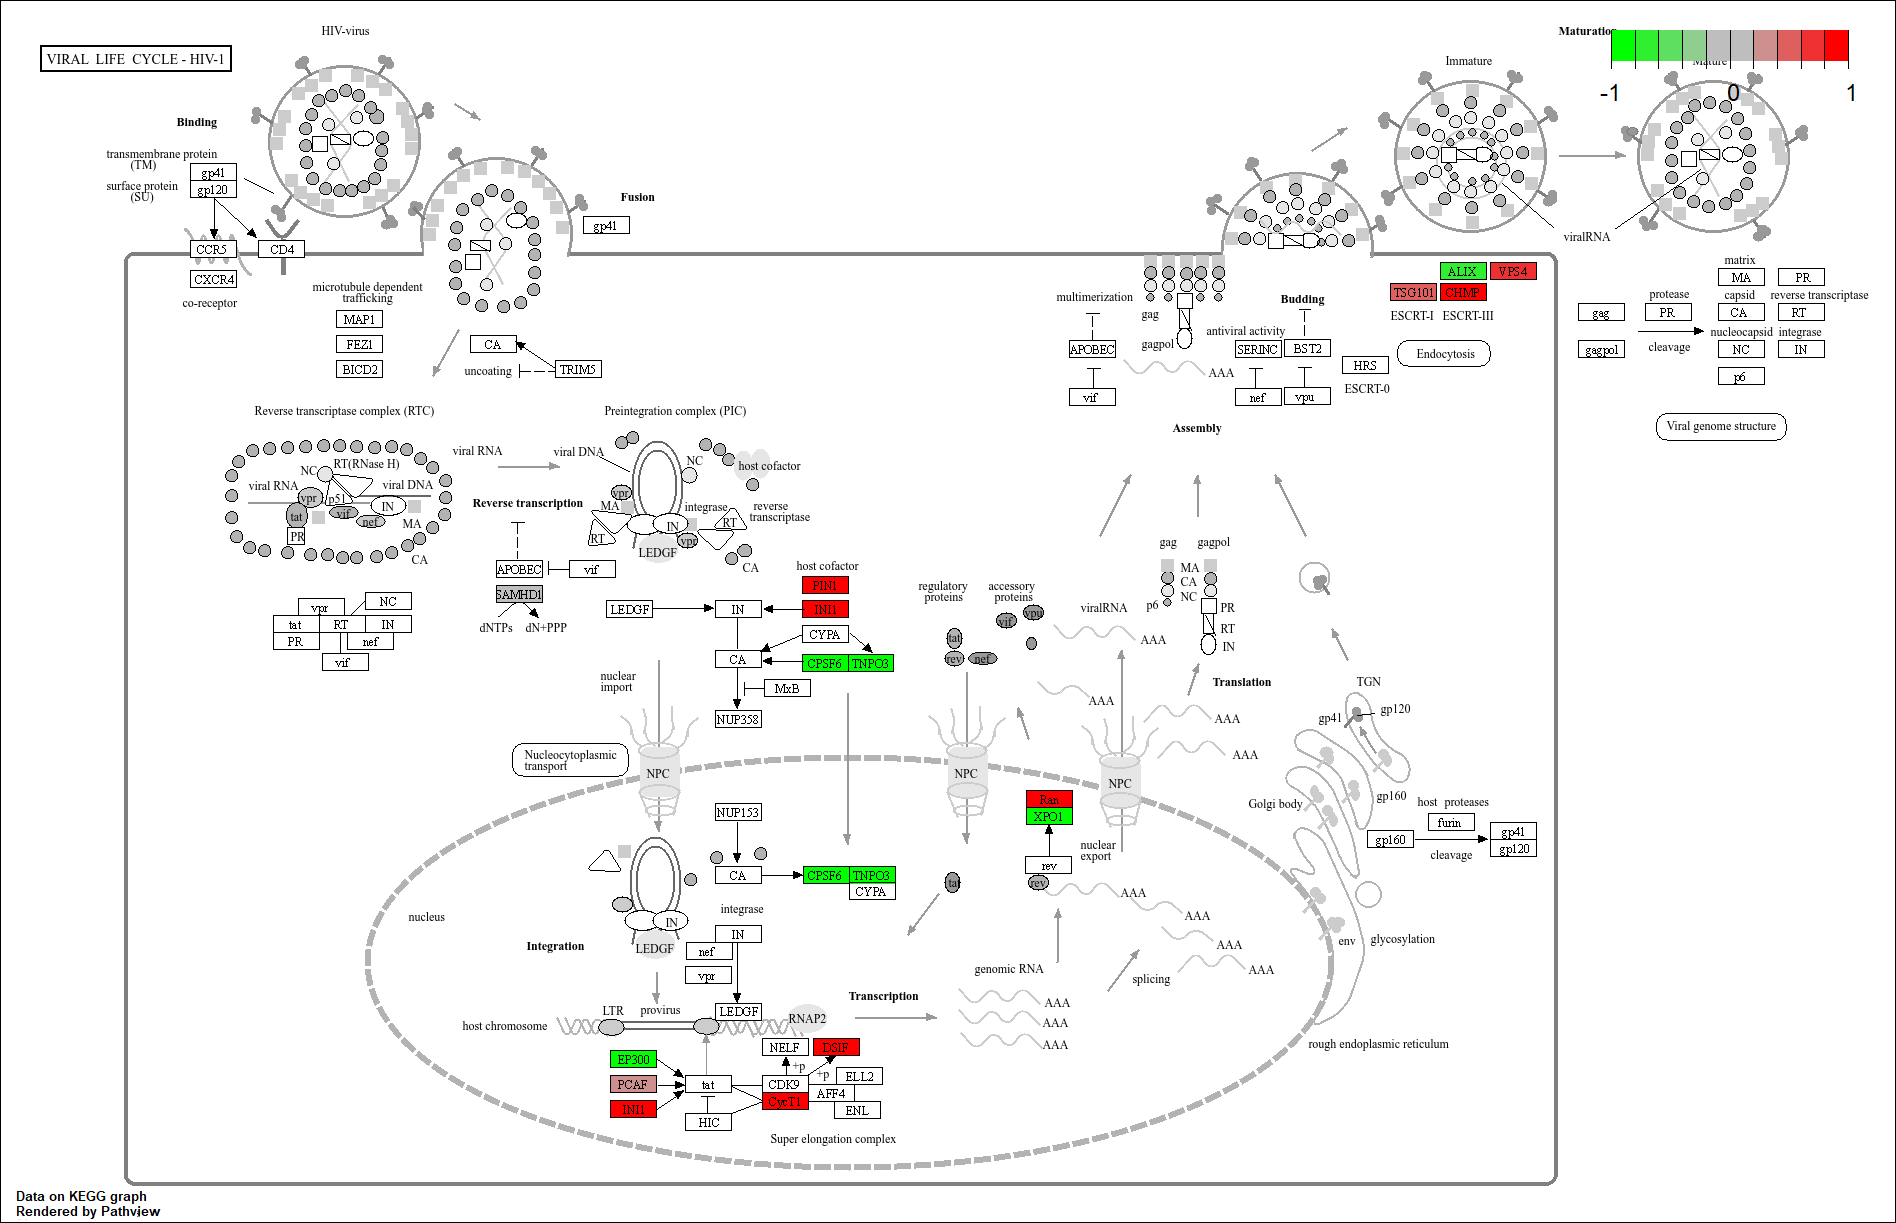 VIRAL LIFE CYCLE - HIV-1
HIV-virus
Binding
transmembrane protein
(TM)
surface protein
(SU)
gp41
gp120
CCR5
CD4
CXCR4
co-receptor
Fusion
gp41
microtubule dependent
trafficking
MAP1
FEZ1
BICD2
CA
uncoating
TRIM5
Maturation
Immature
Mature
-1
0
1
viralRNA
ALIX
VPS4
TSG101
CHMP
ESCRT-I
ESCRT-III
Budding
multimerization
gag
gagpol
antiviral activity
APOBEC
SERINC
BST2
vif
AAA
nef
vpu
HRS
ESCRT-0
Endocytosis
Assembly
gag
gagpol
protease
PR
cleavage
matrix
MA
PR
capsid
reverse transcriptase
CA
RT
nucleocapsid
integrase
NC
IN
p6
Viral genome structure
Reverse transcriptase complex (RTC)
NC
RT(RNase H)
viral RNA
viral DNA
vpr
p51
IN
tat
vif
nef
MA
PR
CA
vpr
NC
tat
RT
IN
PR
nef
vif
viral RNA
Reverse transcription
APOBEC
vif
SAMHD1
dNTPs
dN+PPP
Preintegration complex (PIC)
viral DNA
NC
host cofactor
vpr
MA
integrase
reverse
transcriptase
IN
RT
RT
vpr
LEDGF
CA
host cofactor
PIN1
LEDGF
IN
INI1
CYPA
CA
CPSF6
TNPO3
MxB
NUP358
nuclear
import
Nucleocytoplasmic
transport
NPC
NPC
NPC
regulatory
proteins
accessory
proteins
tat
rev
nef
vif
vpu
viralRNA
AAA
AAA
gag
gagpol
MA
CA
NC
p6
PR
RT
IN
Translation
AAA
AAA
TGN
gp41
gp120
gp160
Golgi body
host proteases
furin
gp160
cleavage
gp41
gp120
NUP153
CA
CPSF6
TNPO3
CYPA
Ran
XPO1
nuclear
export
rev
rev
tat
AAA
AAA
AAA
AAA
splicing
env
glycosylation
rough endoplasmic reticulum
nucleus
Integration
IN
LEDGF
integrase
IN
nef
vpr
LEDGF
LTR
provirus
host chromosome
RNAP2
Transcription
genomic RNA
AAA
AAA
AAA
EP300
PCAF
INI1
tat
HIC
NELF
DSIF
+p
+p
CDK9
CycT1
ELL2
AFF4
ENL
Super elongation complex
Data on KEGG graph
Rendered by Pathview